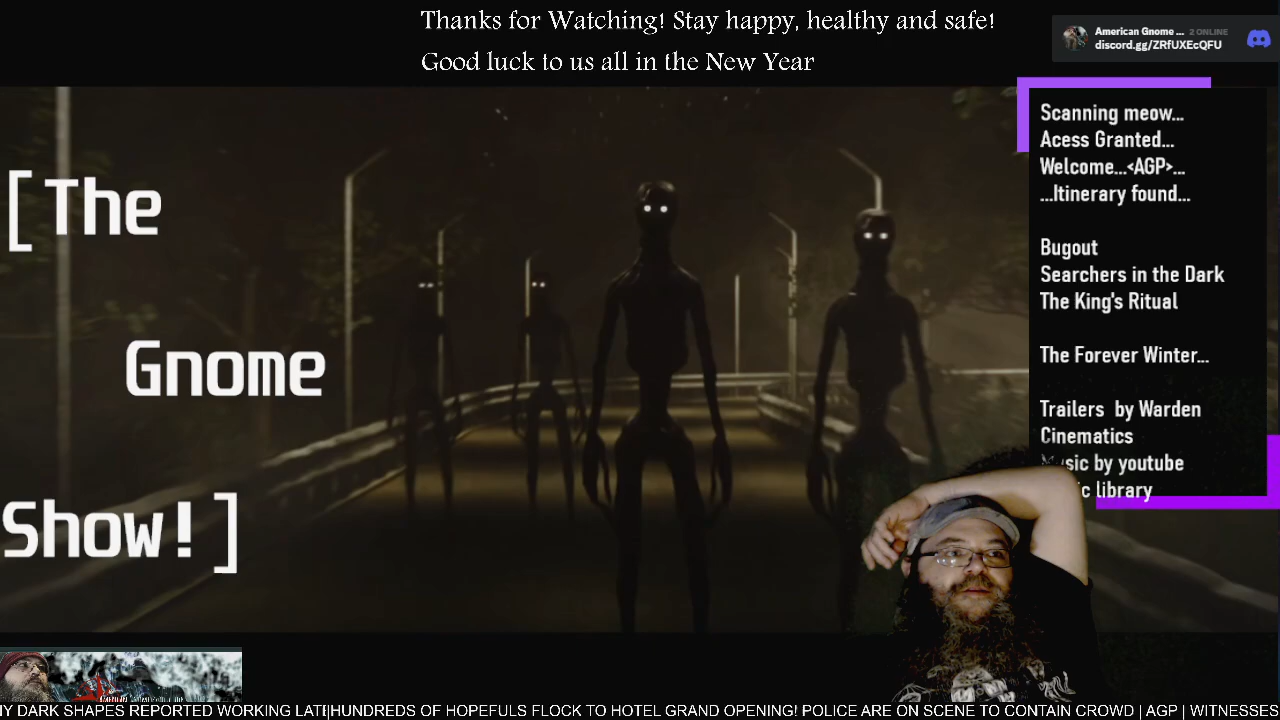 Thanks for Watching! Stay happy, healthy and safe!
Good luck to us all in the New Year
American Gnome ... 2 ONLINE
discord.gg/ZRfUXEcQFU
[The
Gnome
Show!]
Scanning meow...
Acess Granted...
Welcome...<AGP>...
...Itinerary found...
Bugout
Searchers in the Dark
The King's Ritual
The Forever Winter...
Trailers by Warden
Cinematics
Music by youtube
library
DARK SHAPES REPORTED WORKING LAT|HUNDREDS OF HOPEFULS FLOCK TO HOTEL GRAND OPENING! POLICE ARE ON SCENE TO CONTAIN CROWD | AGP | WITNESSES